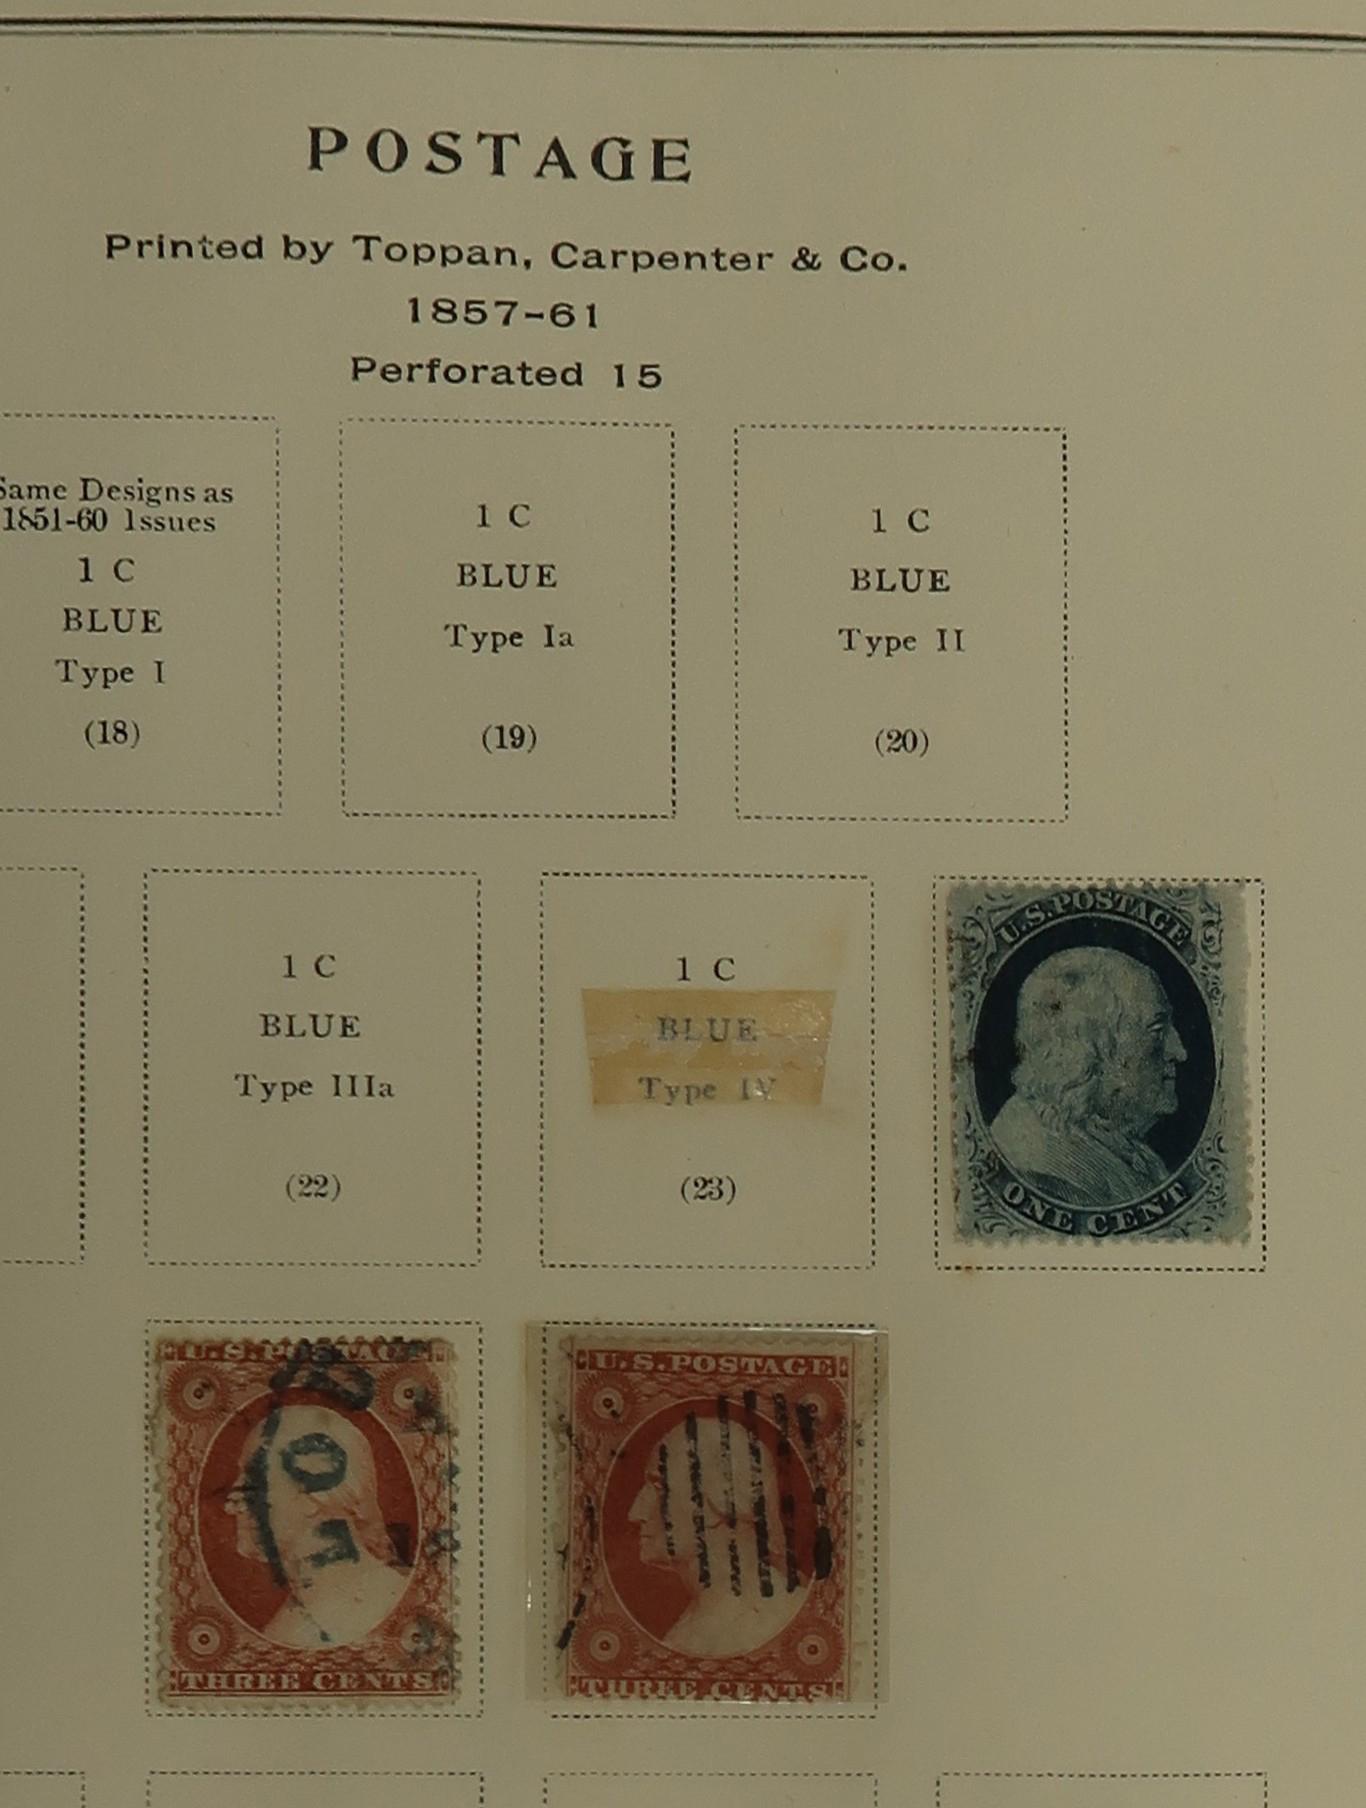 POSTAGE
Printed by Toppan, Carpenter & Co.
1857-61
Perforated 15
Same Designs as
1851-60 Issues
1 C
BLUE
Type I
(18)
1 C
BLUE
Type Ia
(19)
1 C
BLUE
Type II
(20)
1 C
BLUE
Type IIIa
(22)
1 C
BLUE
Type IV
(23)
U.S. POSTAGE
ONE CENT
U.S. POSTAGE
THREE CENTS
U.S. POSTAGE
THREE CENTS